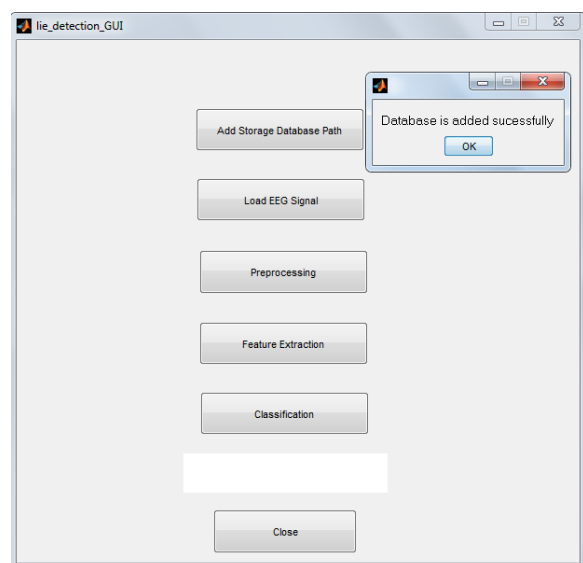 lie_detection_GUI
Add Storage Database Path
Database is added sucessfully
OK
Load EEG Signal
Preprocessing
Feature Extraction
Classification
Close